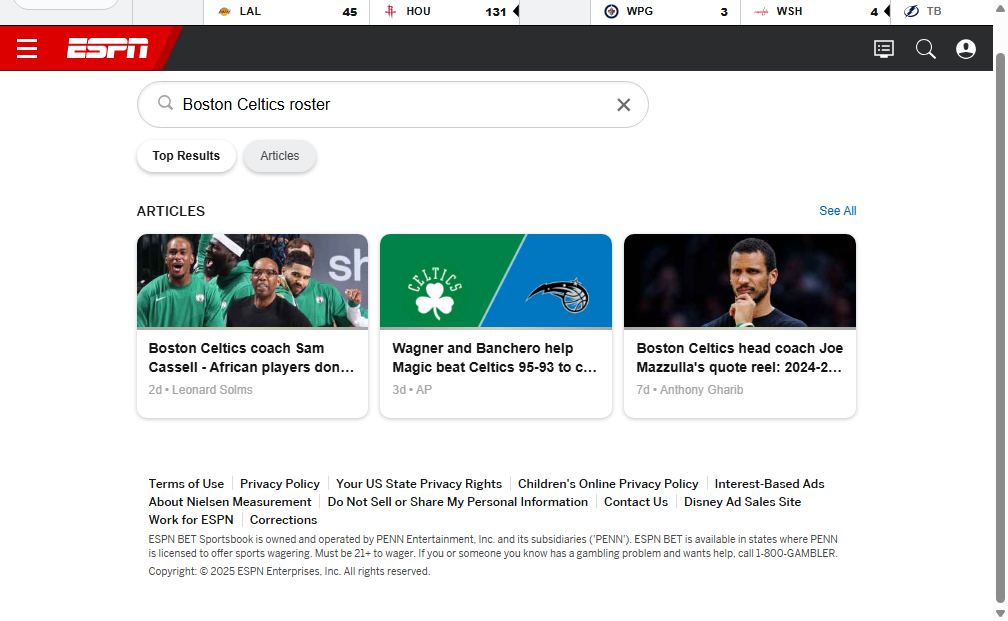 LAL 45 HOU 131 WPG 3 WSH 4 TB
ESPN
Boston Celtics roster
Top Results Articles
ARTICLES See All
sh
CELTICS
Boston Celtics coach Sam
Cassell - African players don...
2d • Leonard Solms
Wagner and Banchero help
Magic beat Celtics 95-93 to c...
3d • AP
Boston Celtics head coach Joe
Mazzulla's quote reel: 2024-2...
7d • Anthony Gharib
Terms of Use Privacy Policy Your US State Privacy Rights Children's Online Privacy Policy Interest-Based Ads
About Nielsen Measurement Do Not Sell or Share My Personal Information Contact Us Disney Ad Sales Site
Work for ESPN Corrections
ESPN BET Sportsbook is owned and operated by PENN Entertainment, Inc. and its subsidiaries ('PENN'). ESPN BET is available in states where PENN
is licensed to offer sports wagering. Must be 21+ to wager. If you or someone you know has a gambling problem and wants help, call 1-800-GAMBLER.
Copyright: © 2025 ESPN Enterprises, Inc. All rights reserved.